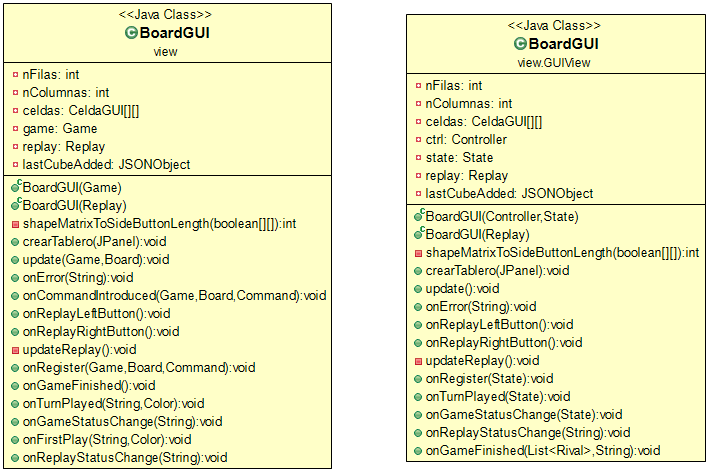 <<Java Class>>
BoardGUI
view
nFilas: int
nColumnas: int
celdas: CeldaGUI[][]
game: Game
replay: Replay
lastCubeAdded: JSONObject
BoardGUI(Game)
BoardGUI(Replay)
shapeMatrixToSideButtonLength(boolean[][]):int
crearTablero(JPanel):void
update(Game,Board):void
onError(String):void
onCommandIntroduced(Game,Board,Command):void
onReplayLeftButton():void
onReplayRightButton():void
updateReplay():void
onRegister(Game,Board,Command):void
onGameFinished():void
onTurnPlayed(String,Color):void
onGameStatusChange(String):void
onFirstPlay(String,Color):void
onReplayStatusChange(String):void
<<Java Class>>
BoardGUI
view.GUIView
nFilas: int
nColumnas: int
celdas: CeldaGUI[][]
ctrl: Controller
state: State
replay: Replay
lastCubeAdded: JSONObject
BoardGUI(Controller,State)
BoardGUI(Replay)
shapeMatrixToSideButtonLength(boolean[][]):int
crearTablero(JPanel):void
update():void
onError(String):void
onReplayLeftButton():void
onReplayRightButton():void
updateReplay():void
onRegister(State):void
onTurnPlayed(State):void
onGameStatusChange(State):void
onReplayStatusChange(String):void
onGameFinished(List<Rival>,String):void